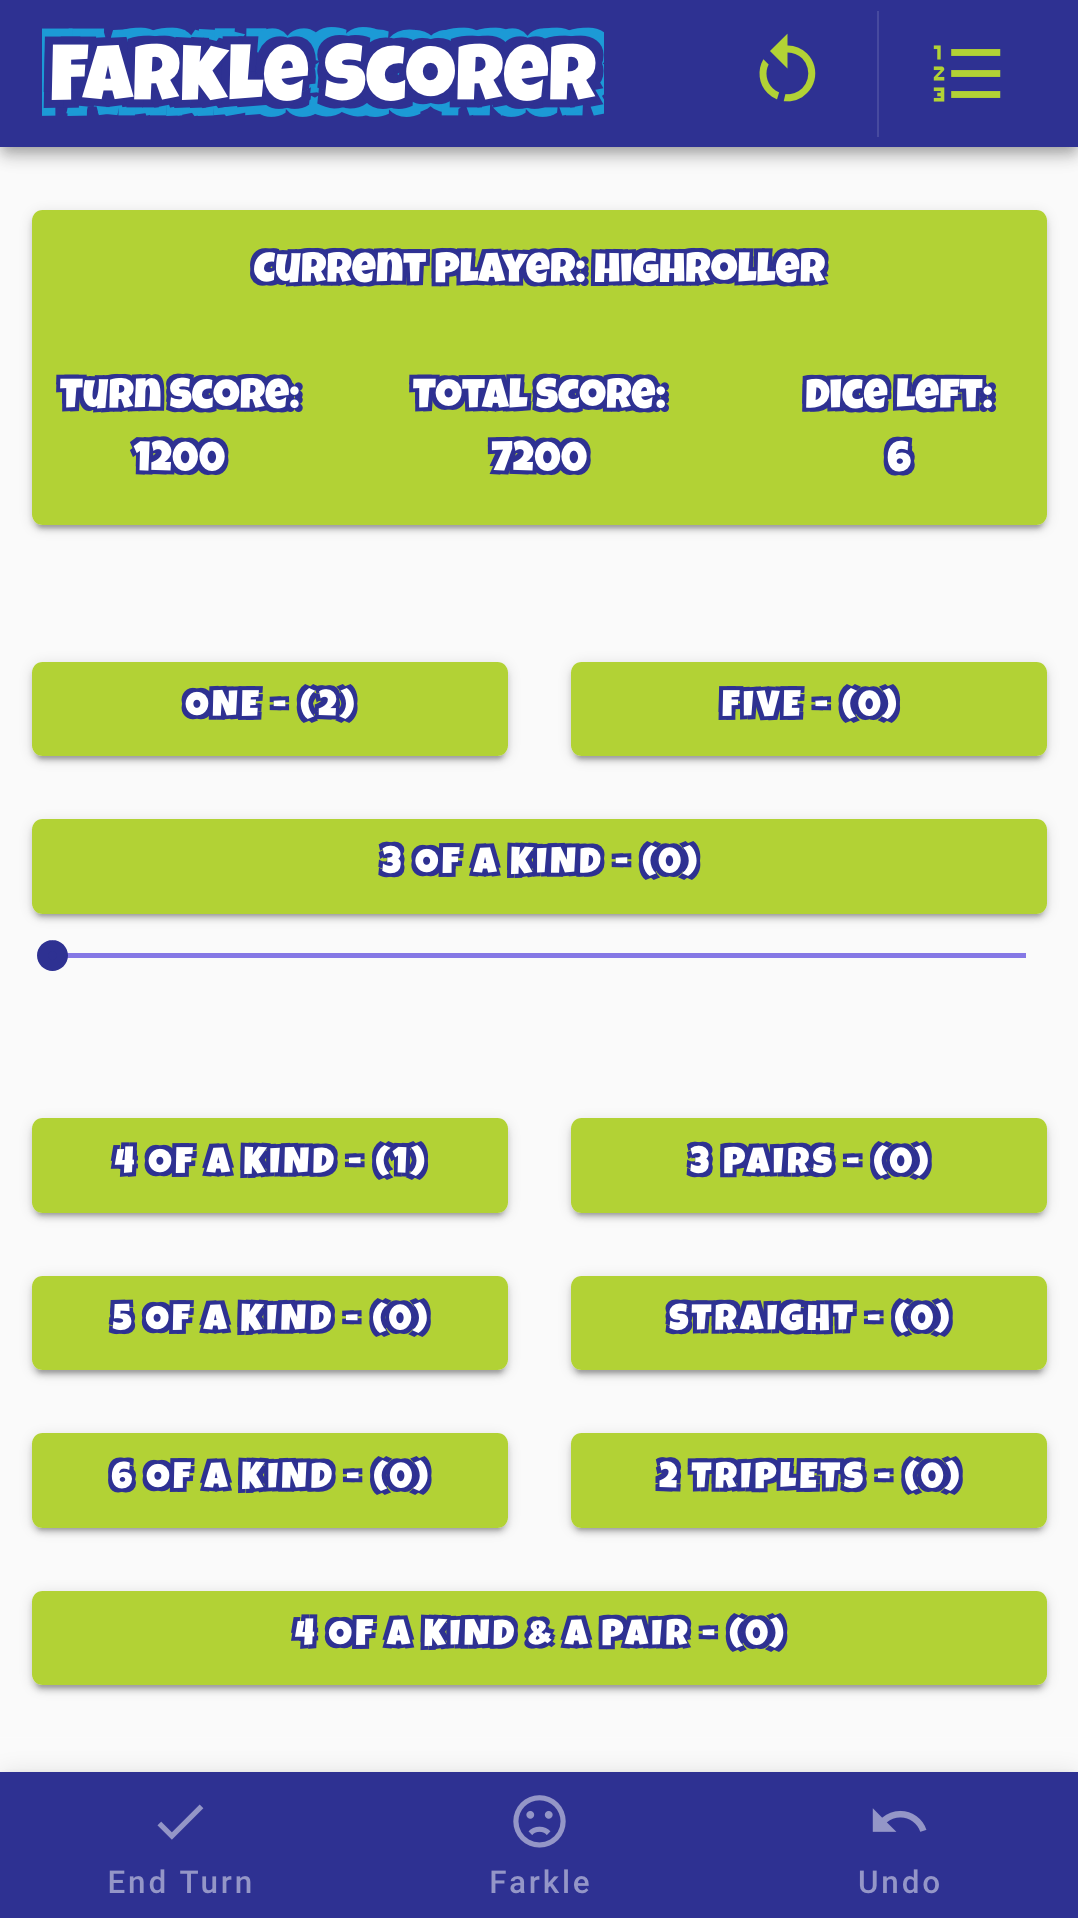 FARKLE SCORER
1
2
3
Current Player: HIGHROLLER
Turn Score: Total Score: Dice Left:
1200 7200 6
ONE - (2) FIVE - (0)
3 OF A KIND - (0)
4 OF A KIND - (1) 3 PAIRS - (0)
5 OF A KIND - (0) STRAIGHT - (0)
6 OF A KIND - (0) 2 TRIPLETS - (0)
4 OF A KIND & A PAIR - (0)
End Turn Farkle Undo